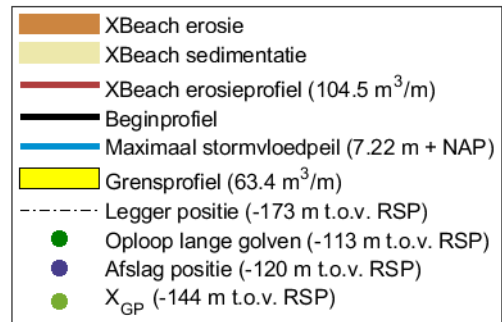 XBeach erosie
XBeach sedimentatie
XBeach erosieprofiel (104.5 m³/m)
Beginprofiel
Maximaal stormvloedpeil (7.22 m + NAP)
Grensprofiel (63.4 m³/m)
Legger positie (-173 m t.o.v. RSP)
Oploop lange golven (-113 m t.o.v. RSP)
Afslag positie (-120 m t.o.v. RSP)
X_GP (-144 m t.o.v. RSP)